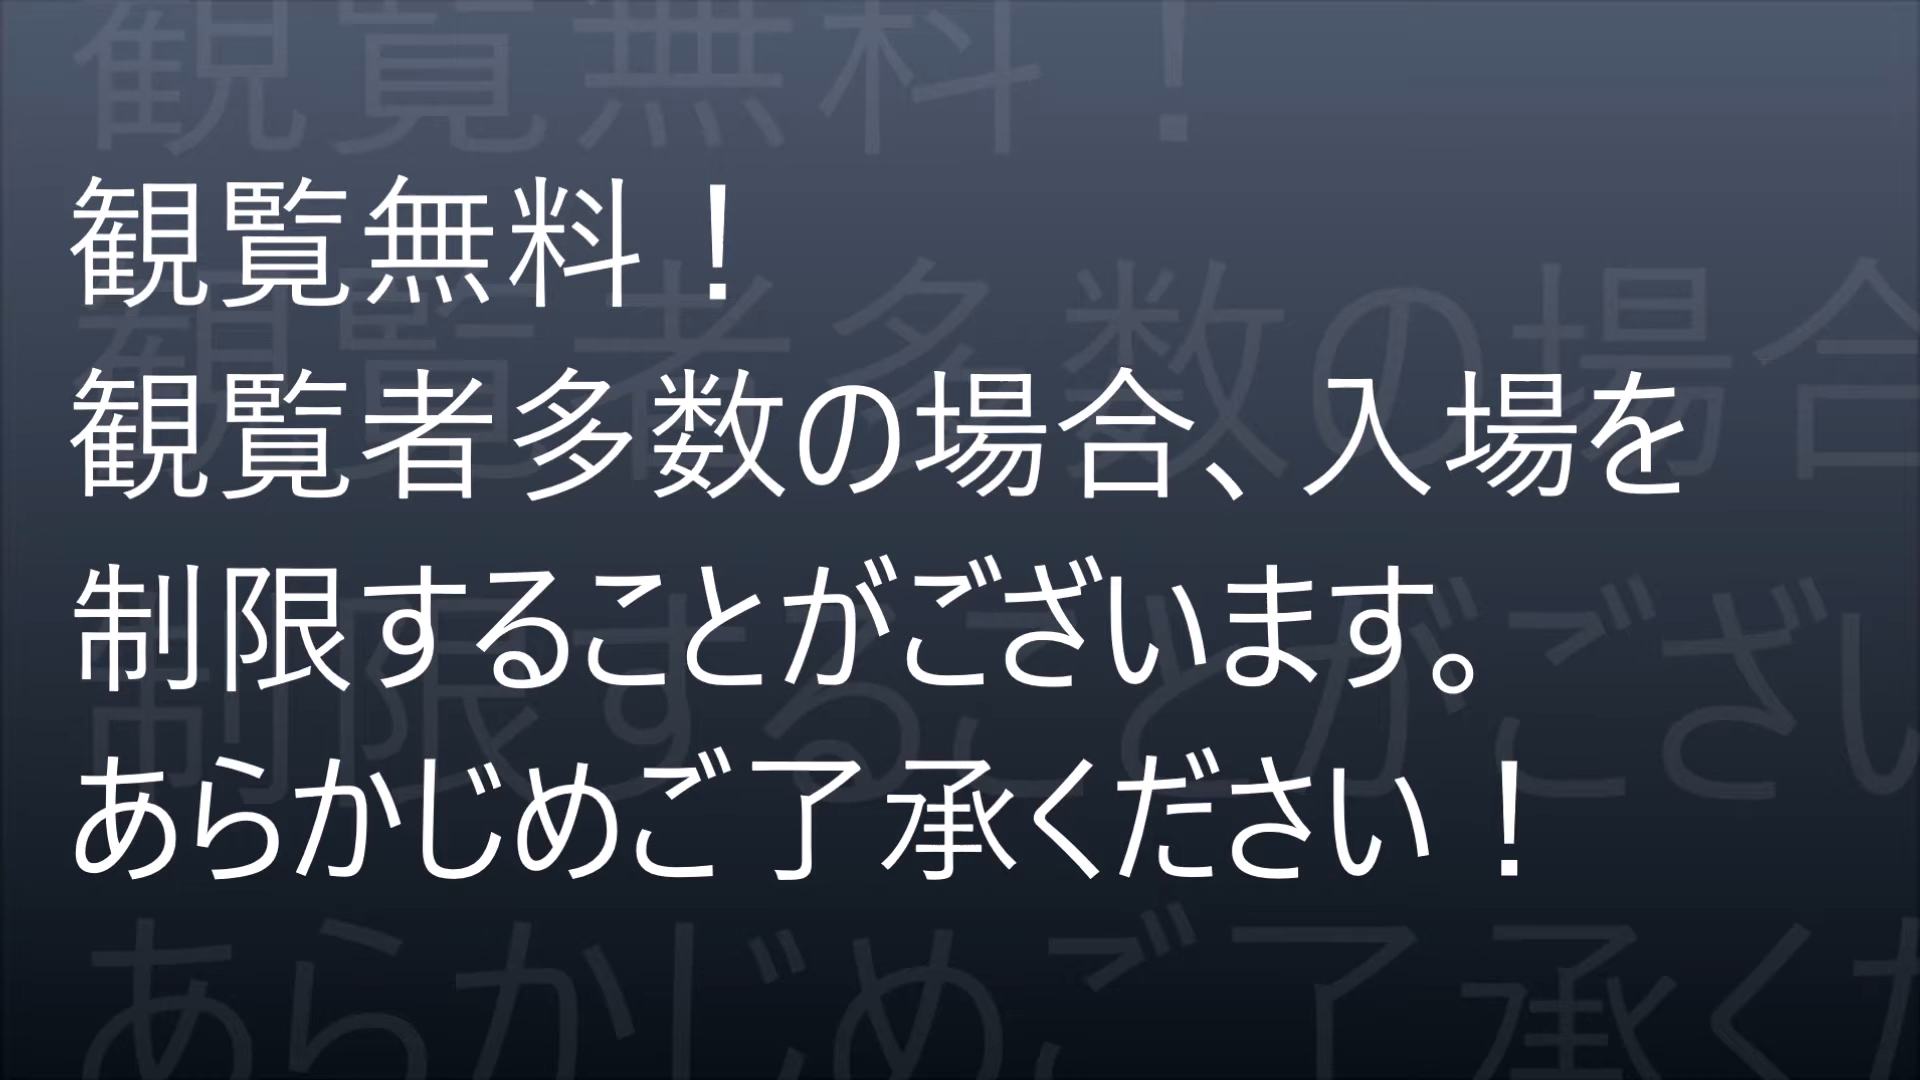 観覧無料！
観覧者多数の場合、入場を
制限することがございます。
あらかじめご了承ください！